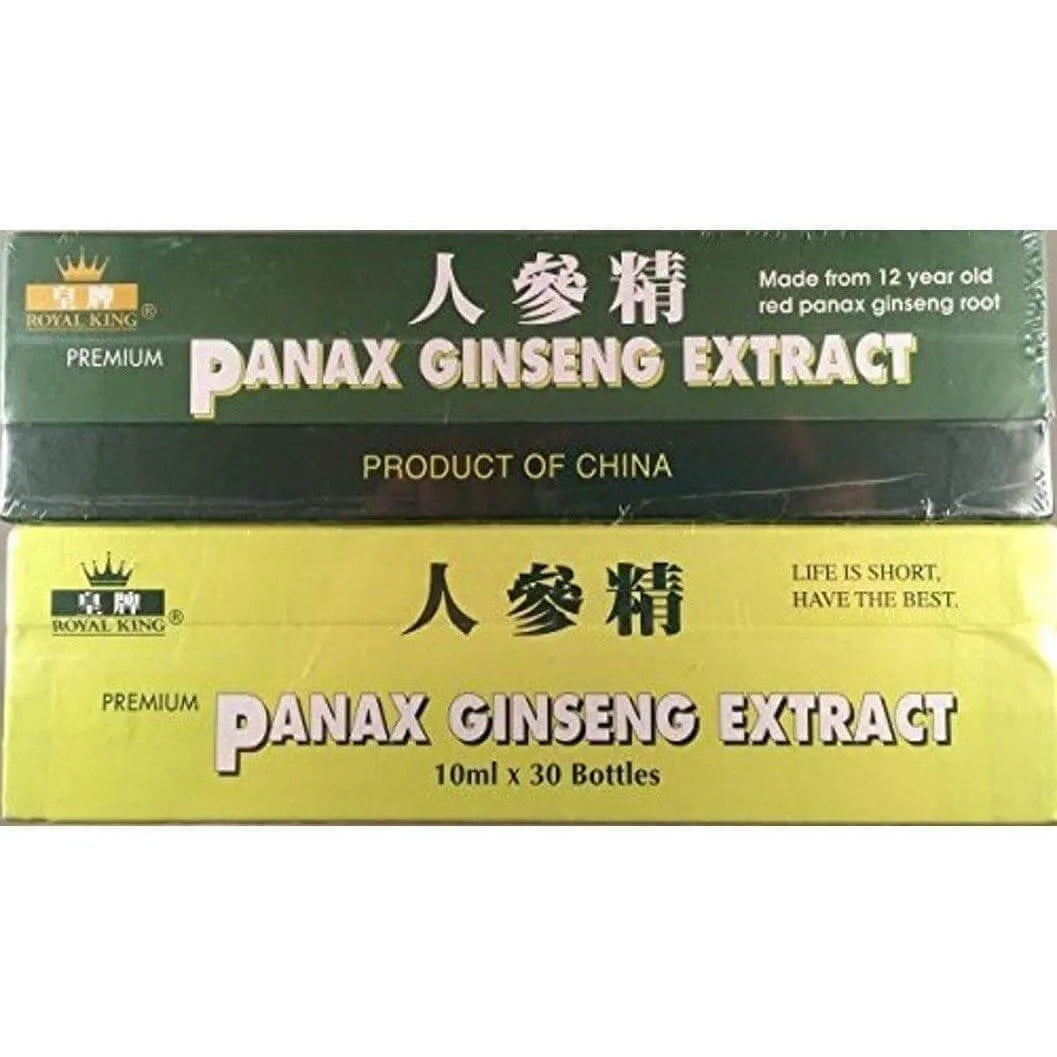 皇牌
ROYAL KING®
人參精
Made from 12 year old
red panax ginseng root
PREMIUM
PANAX GINSENG EXTRACT
PRODUCT OF CHINA
皇牌
ROYAL KING®
人參精
LIFE IS SHORT,
HAVE THE BEST.
PREMIUM
PANAX GINSENG EXTRACT
10ml x 30 Bottles